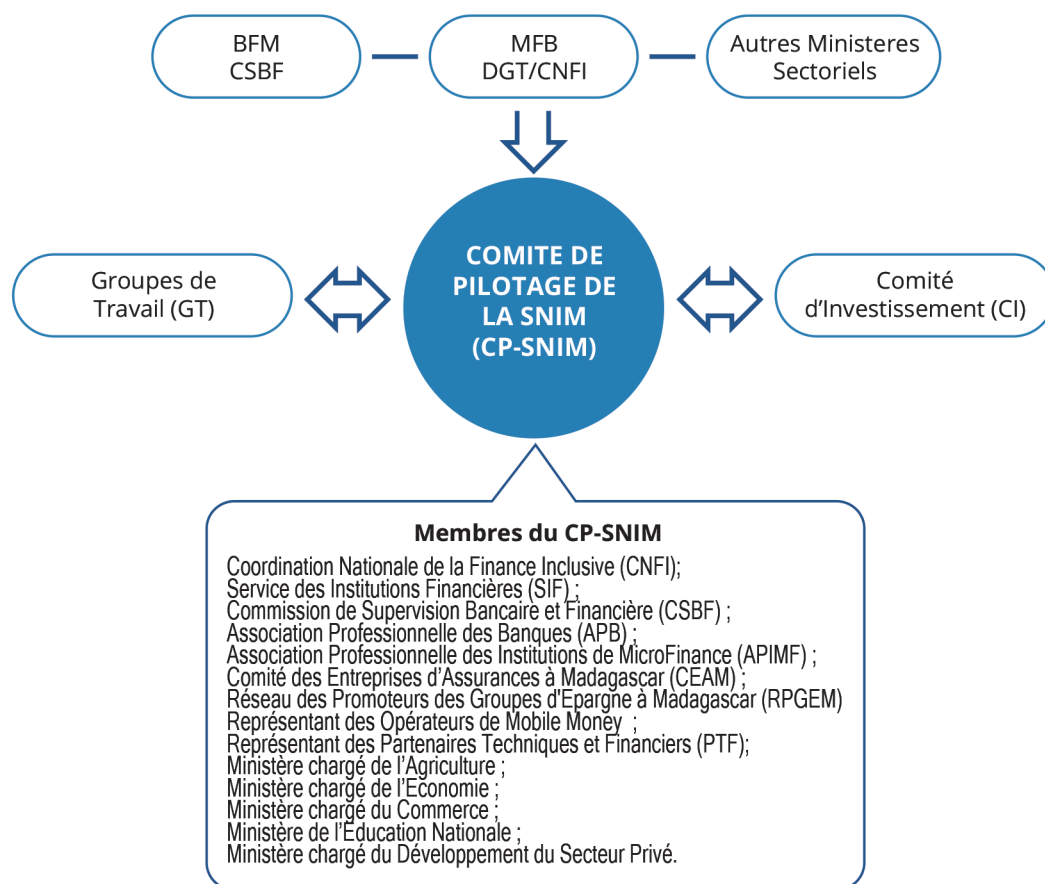 BFM
CSBF
MFB
DGT/CNFI
Autres Ministeres
Sectoriels
Groupes de
Travail (GT)
COMITE DE
PILOTAGE DE
LA SNIM
(CP-SNIM)
Comité
d'Investissement (CI)
Membres du CP-SNIM
Coordination Nationale de la Finance Inclusive (CNFI);
Service des Institutions Financières (SIF) ;
Commission de Supervision Bancaire et Financière (CSBF) ;
Association Professionnelle des Banques (APB) ;
Association Professionnelle des Institutions de MicroFinance (APIMF) ;
Comité des Entreprises d'Assurances à Madagascar (CEAM) ;
Réseau des Promoteurs des Groupes d'Epargne à Madagascar (RPGEM)
Représentant des Opérateurs de Mobile Money ;
Représentant des Partenaires Techniques et Financiers (PTF);
Ministère chargé de l'Agriculture ;
Ministère chargé de l'Economie ;
Ministère chargé du Commerce ;
Ministère de l'Éducation Nationale ;
Ministère chargé du Développement du Secteur Privé.